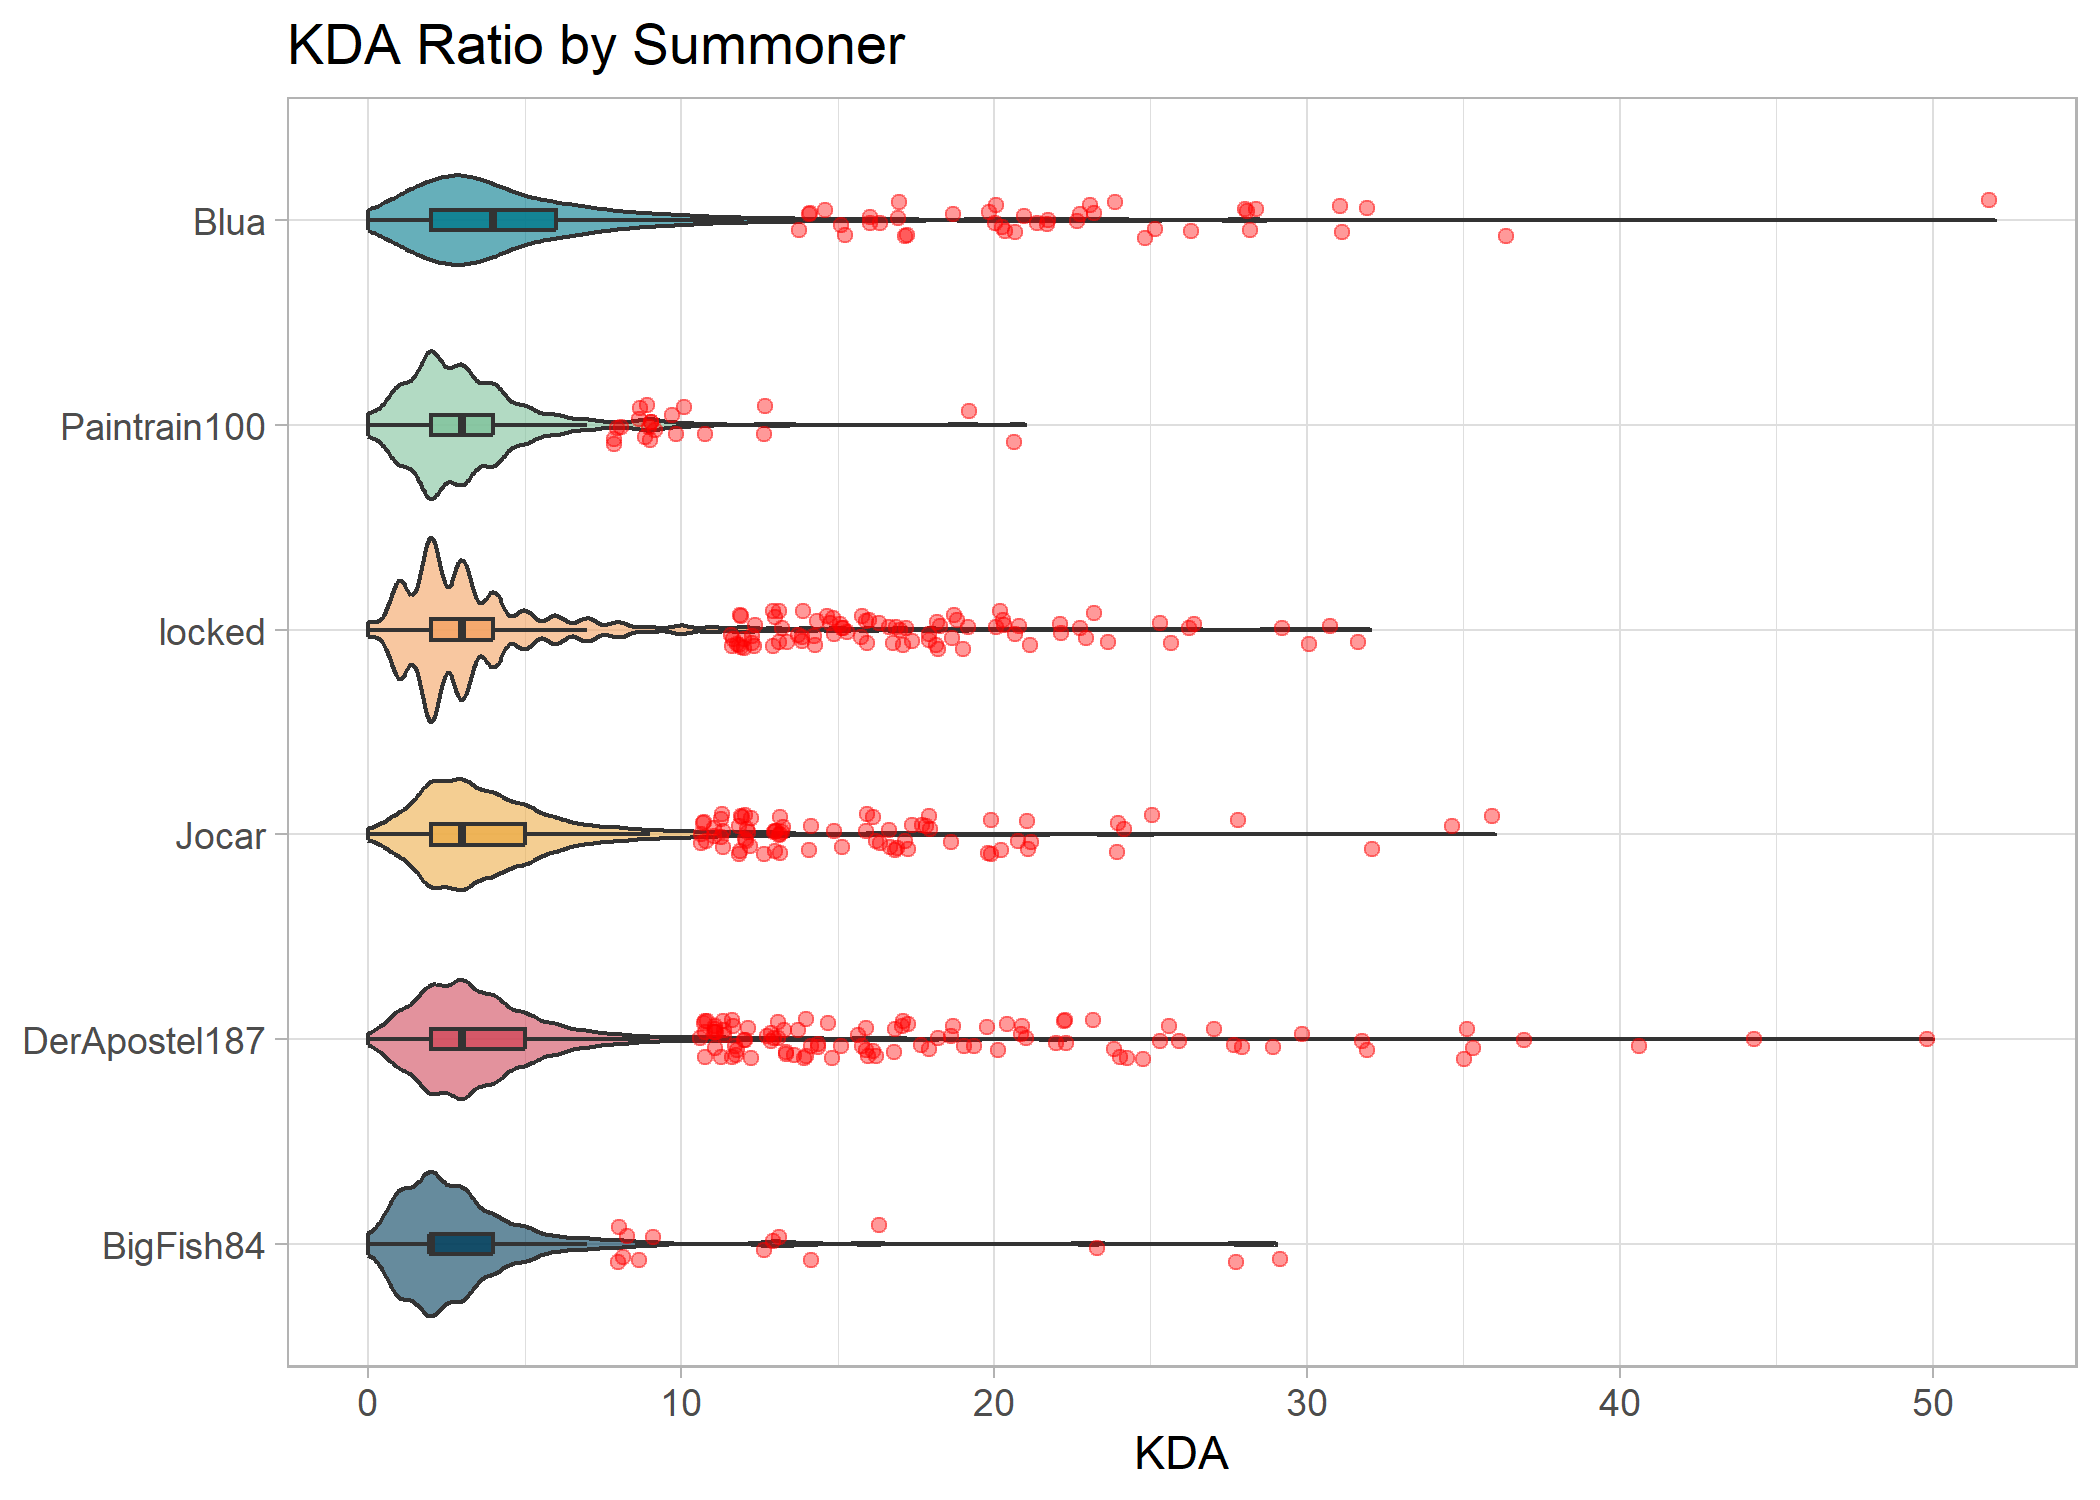 KDA Ratio by Summoner
Blua
Paintrain100
locked
Jocar
DerApostel187
BigFish84
0 10 20 30 40 50
KDA